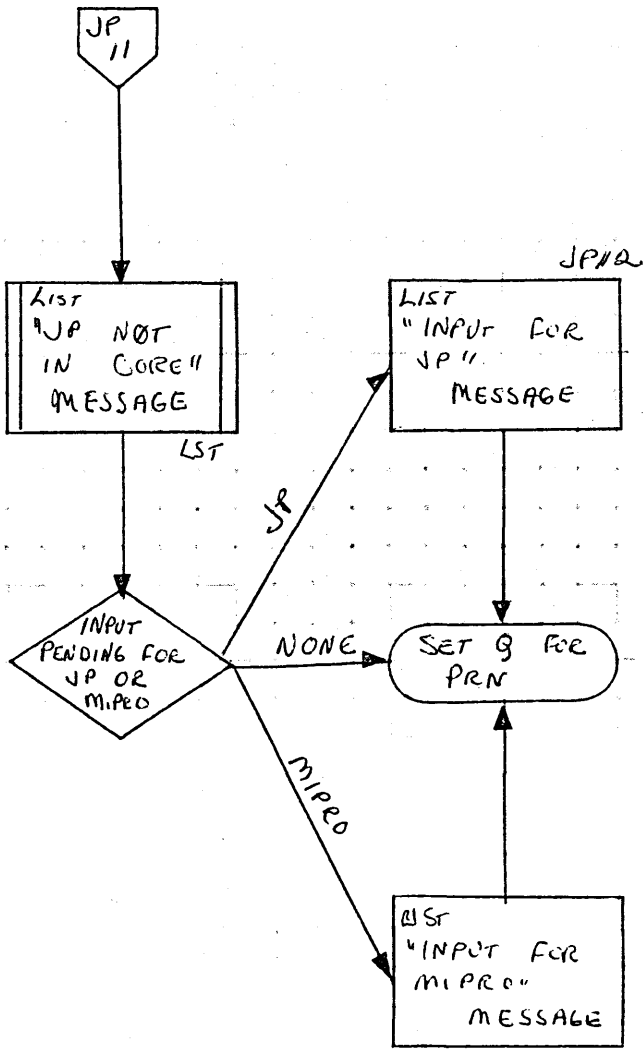 JP
11
LIST
"JP NØT
IN CORE"
MESSAGE
LST
JP11A
LIST
"INPUT FOR
JP"
MESSAGE
JP
INPUT
PENDING FOR
JP OR
MIPRO
NONE
SET Q FOR
PRN
MIPRO
LIST
"INPUT FOR
MIPRO"
MESSAGE